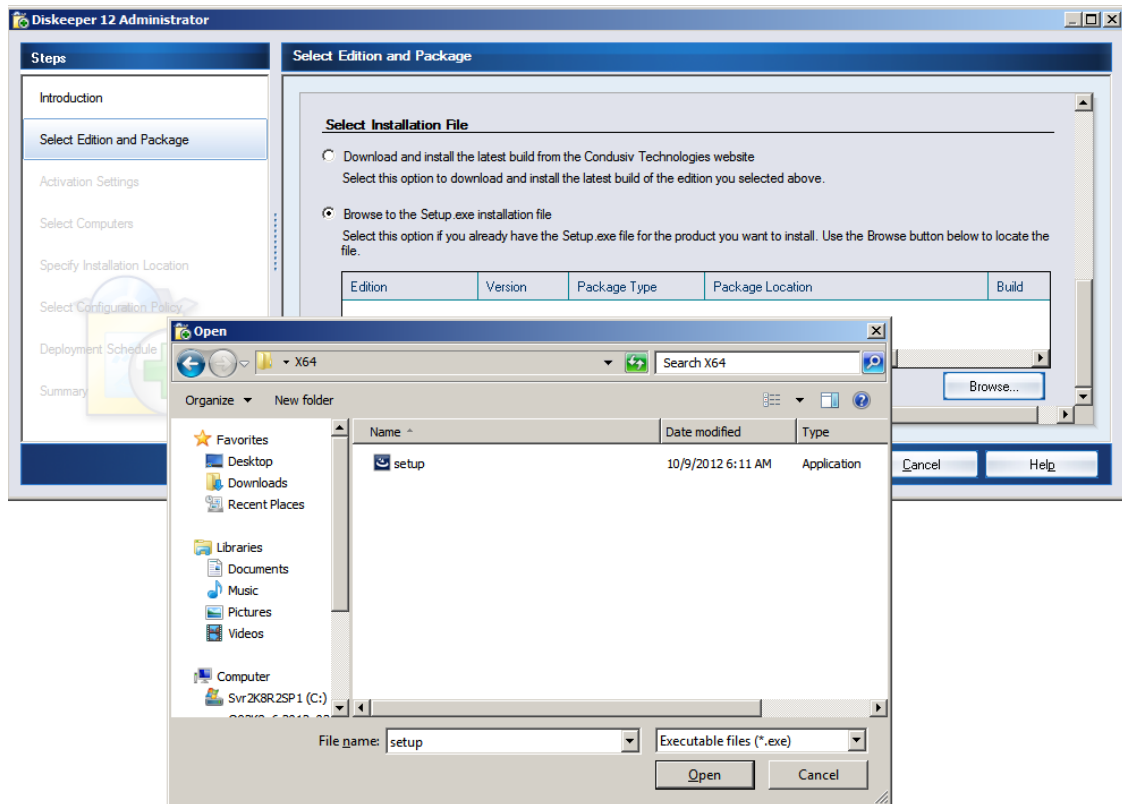 Diskeeper 12 Administrator
Steps
Introduction
Select Edition and Package
Activation Settings
Select Computers
Specify Installation Location
Select Configuration Policy
Deployment Schedule
Summary
Select Edition and Package
Select Installation File
Download and install the latest build from the Condusiv Technologies website
Select this option to download and install the latest build of the edition you selected above.
Browse to the Setup.exe installation file
Select this option if you already have the Setup.exe file for the product you want to install. Use the Browse button below to locate the
file.
Edition Version Package Type Package Location Build
Browse...
Cancel Help
Open
X64 Search X64
Organize New folder
Favorites
Desktop
Downloads
Recent Places
Libraries
Documents
Music
Pictures
Videos
Computer
Svr2K8R2SP1 (C:)
Name Date modified Type
setup 10/9/2012 6:11 AM Application
File name: setup Executable files (*.exe)
Open Cancel